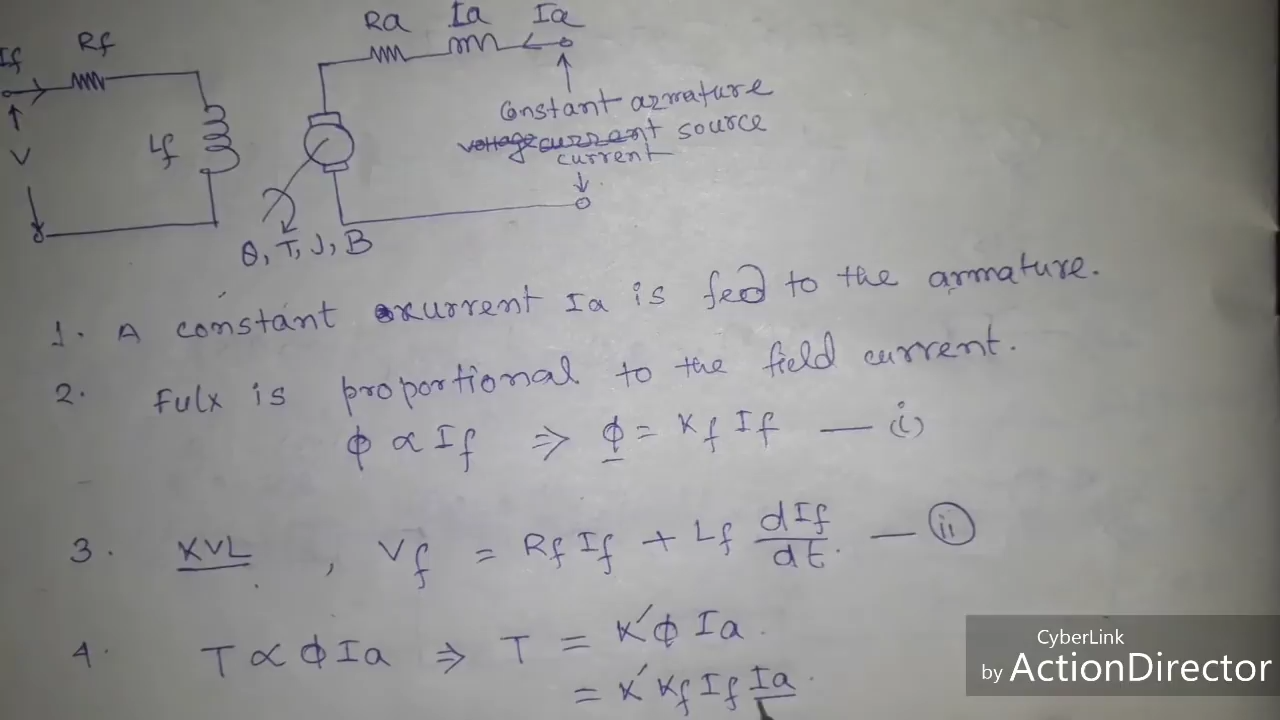 If Rf Ra Ia Ia
V Lf
Constant armature
voltage current source
current
θ, T, J, B
1. A constant current Ia is feed to the armature.
2. Fulx is proportional to the field current.
ϕ ∝ If ⇒ ϕ = Kf If — (i)
3. KVL, Vf = Rf If + Lf dIf/dt. — (ii)
4. T ∝ ϕ Ia ⇒ T = K′ϕ Ia.
= K′ Kf If Ia.
CyberLink
by ActionDirector